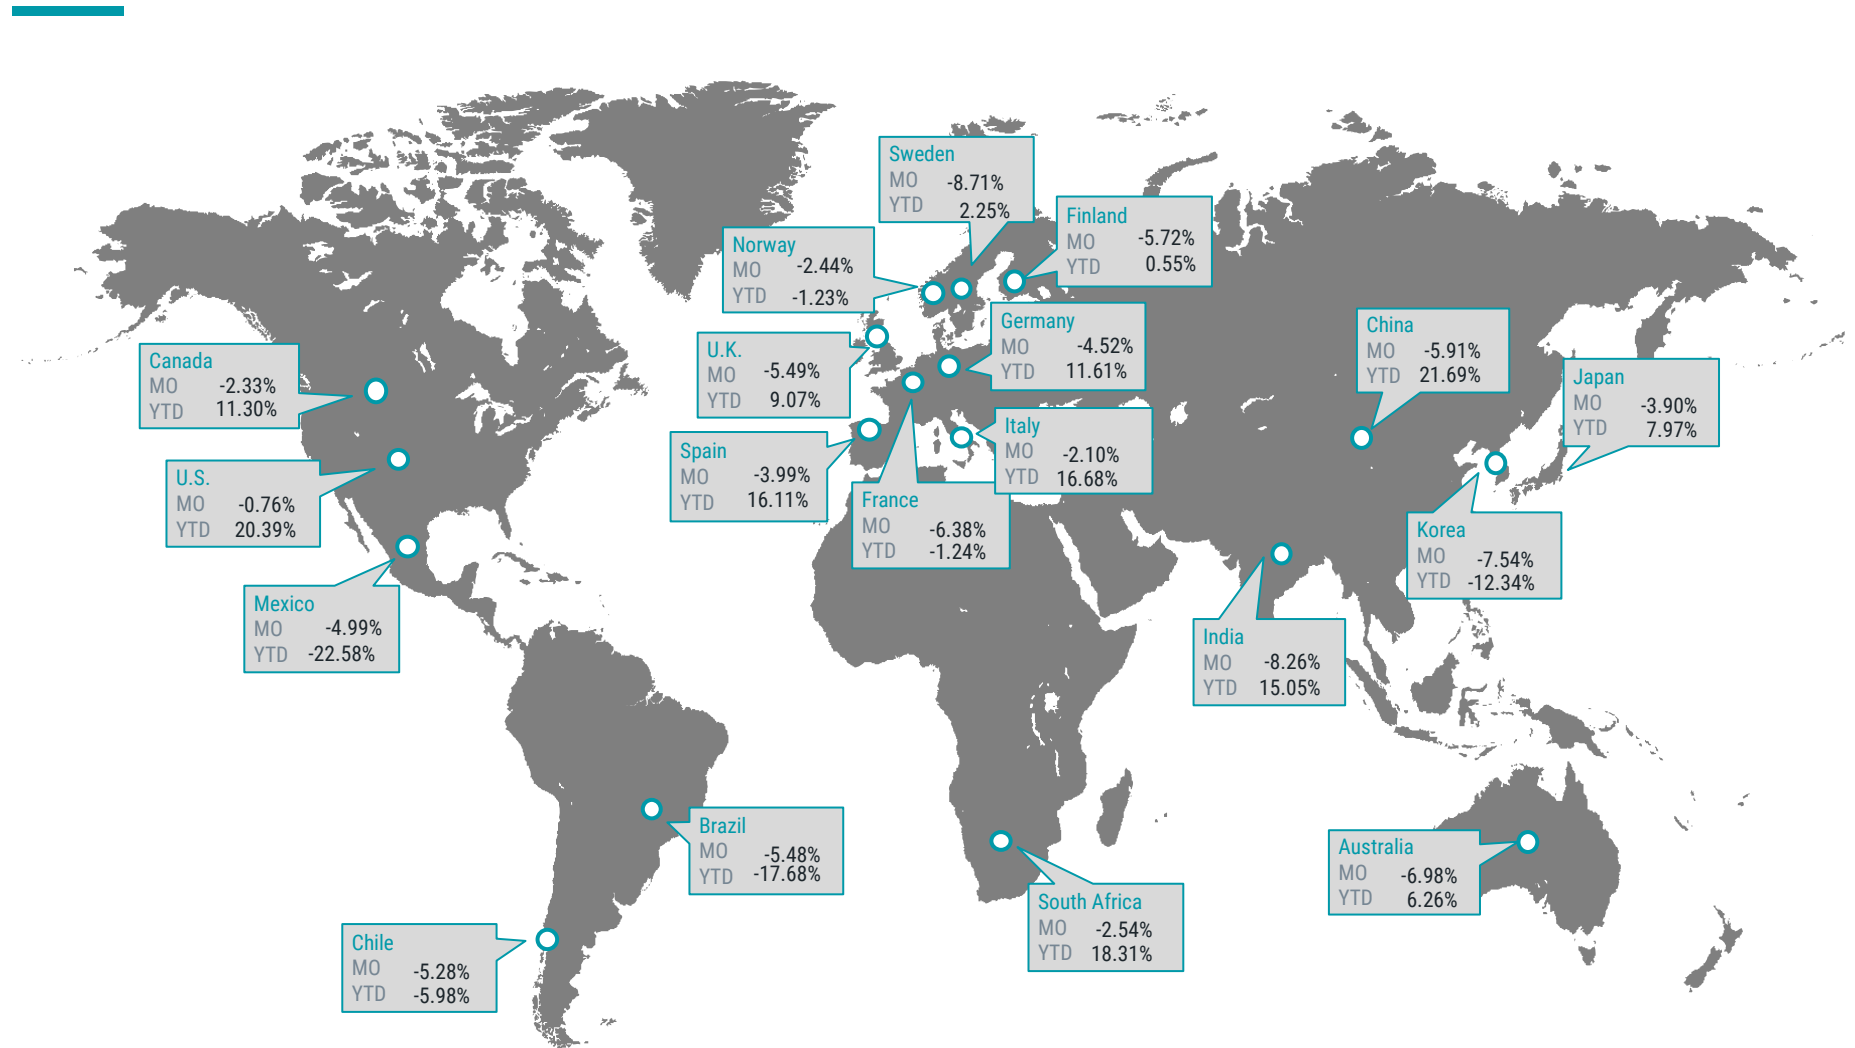 Sweden
MO -8.71%
YTD 2.25%
Finland
MO -5.72%
YTD 0.55%
Norway
MO -2.44%
YTD -1.23%
Germany
MO -4.52%
YTD 11.61%
China
MO -5.91%
YTD 21.69%
U.K.
MO -5.49%
YTD 9.07%
Canada
MO -2.33%
YTD 11.30%
Japan
MO -3.90%
YTD 7.97%
Italy
MO -2.10%
YTD 16.68%
Spain
MO -3.99%
YTD 16.11%
U.S.
MO -0.76%
YTD 20.39%
France
MO -6.38%
YTD -1.24%
Korea
MO -7.54%
YTD -12.34%
Mexico
MO -4.99%
YTD -22.58%
India
MO -8.26%
YTD 15.05%
Brazil
MO -5.48%
YTD -17.68%
Australia
MO -6.98%
YTD 6.26%
South Africa
MO -2.54%
YTD 18.31%
Chile
MO -5.28%
YTD -5.98%